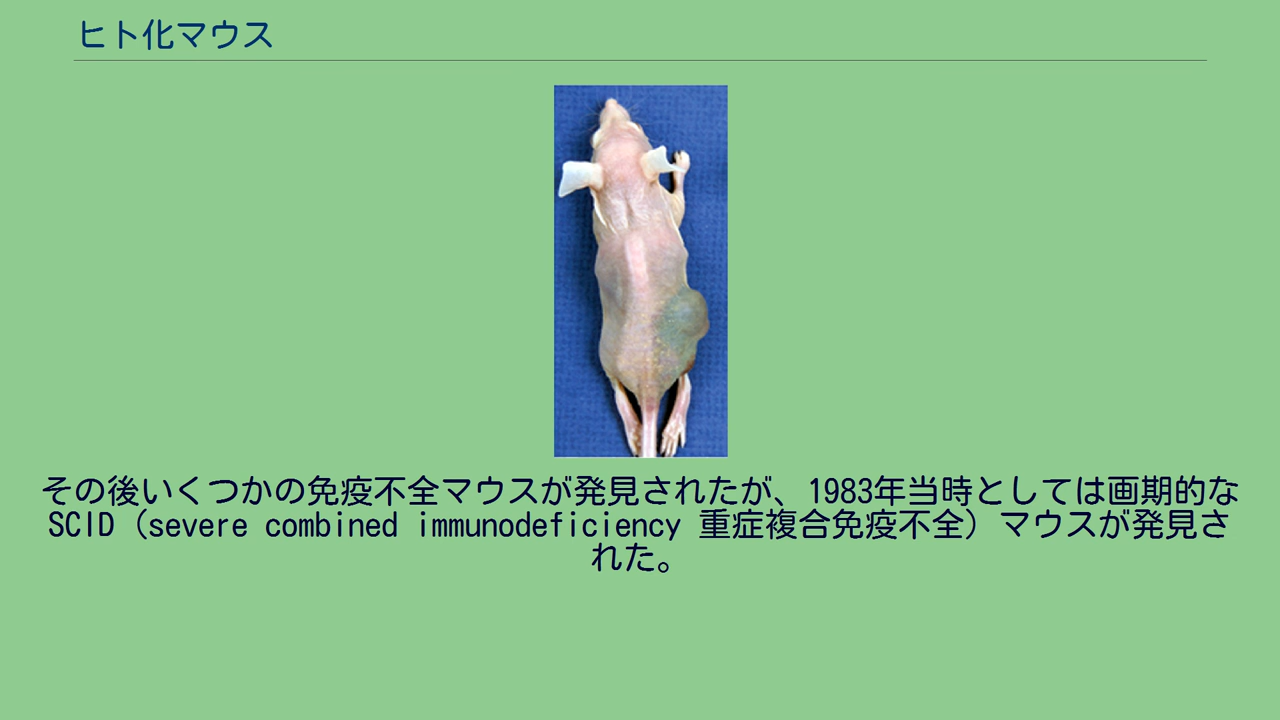 ヒト化マウス
その後いくつかの免疫不全マウスが発見されたが、1983年当時としては画期的な
SCID（severe combined immunodeficiency 重症複合免疫不全）マウスが発見さ
れた。